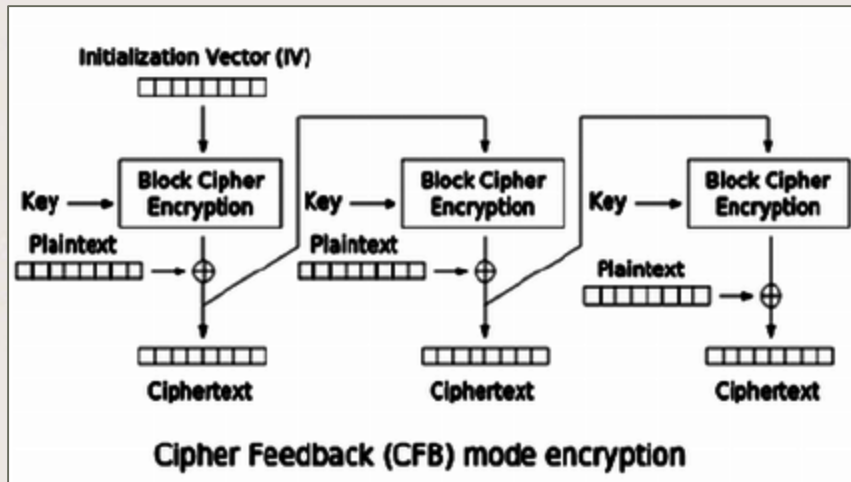 Initialization Vector (IV)
Block Cipher
Encryption
Key
Plaintext
Ciphertext
Block Cipher
Encryption
Key
Plaintext
Ciphertext
Block Cipher
Encryption
Key
Plaintext
Ciphertext
Cipher Feedback (CFB) mode encryption